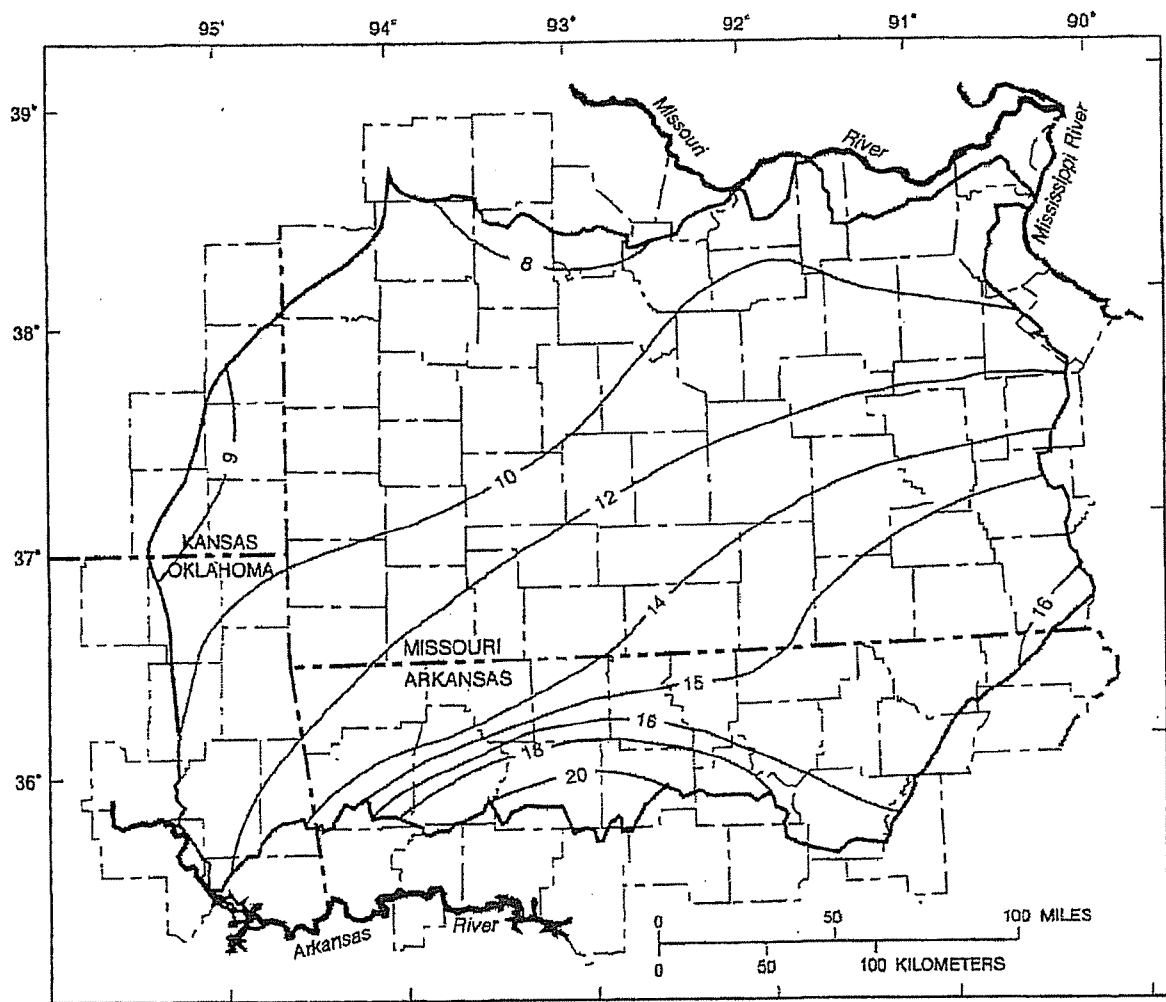 95° 94° 93° 92° 91° 90°
39°
Missouri
River
Mississippi River
8
38°
9
10
12
37°
KANSAS
OKLAHOMA
14
16
MISSOURI
ARKANSAS
15
16
18
20
36°
0 50 100 MILES
Arkansas River
0 50 100 KILOMETERS